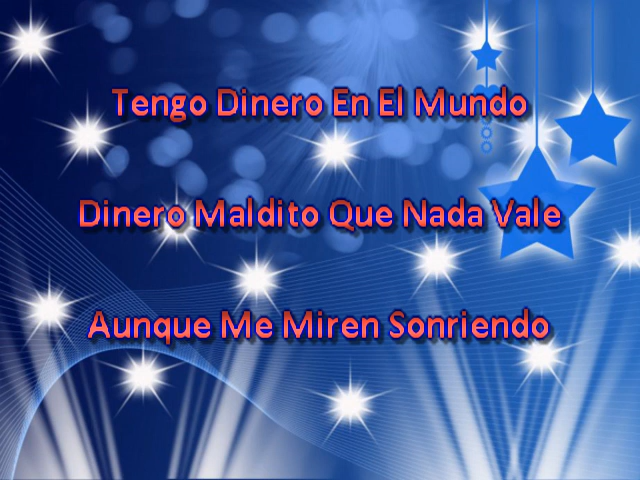 Tengo Dinero En El Mundo
Dinero Maldito Que Nada Vale
Aunque Me Miren Sonriendo